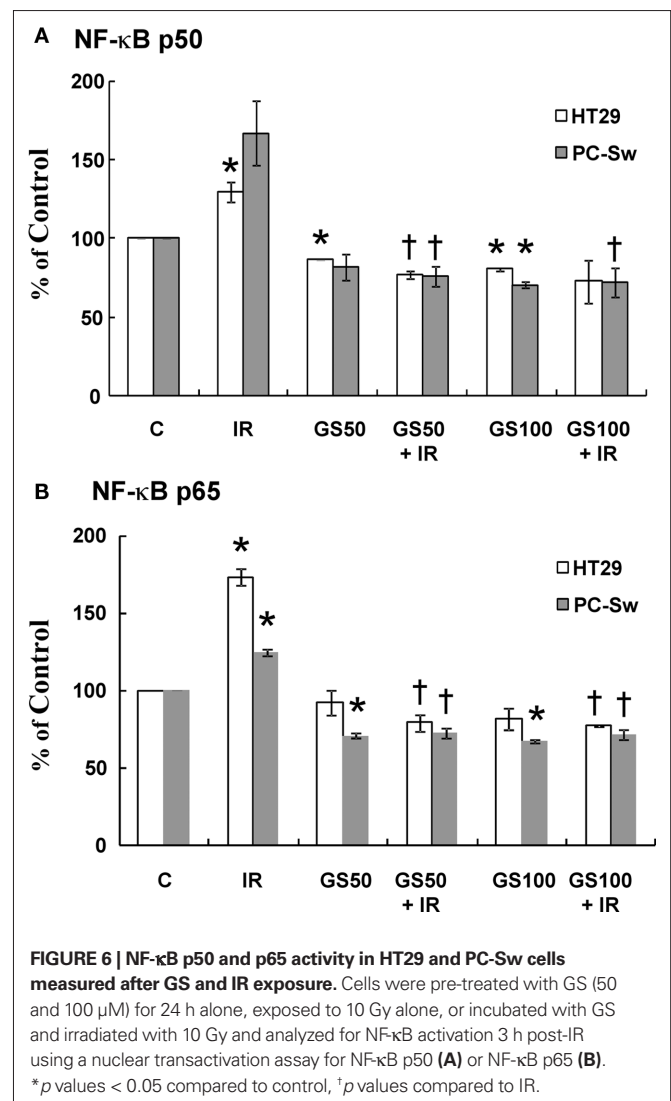 A NF-κB p50
200
150
100
50
0
% of Control
HT29
PC-Sw
*
* † † * * †
C IR GS50 GS50 + IR GS100 GS100 + IR
B NF-κB p65
200
150
100
50
0
% of Control
HT29
PC-Sw
*
*
* † † * † †
C IR GS50 GS50 + IR GS100 GS100 + IR
FIGURE 6 | NF-κB p50 and p65 activity in HT29 and PC-Sw cells
measured after GS and IR exposure. Cells were pre-treated with GS (50
and 100 µM) for 24 h alone, exposed to 10 Gy alone, or incubated with GS
and irradiated with 10 Gy and analyzed for NF-κB activation 3 h post-IR
using a nuclear transactivation assay for NF-κB p50 (A) or NF-κB p65 (B).
*p values < 0.05 compared to control, †p values compared to IR.